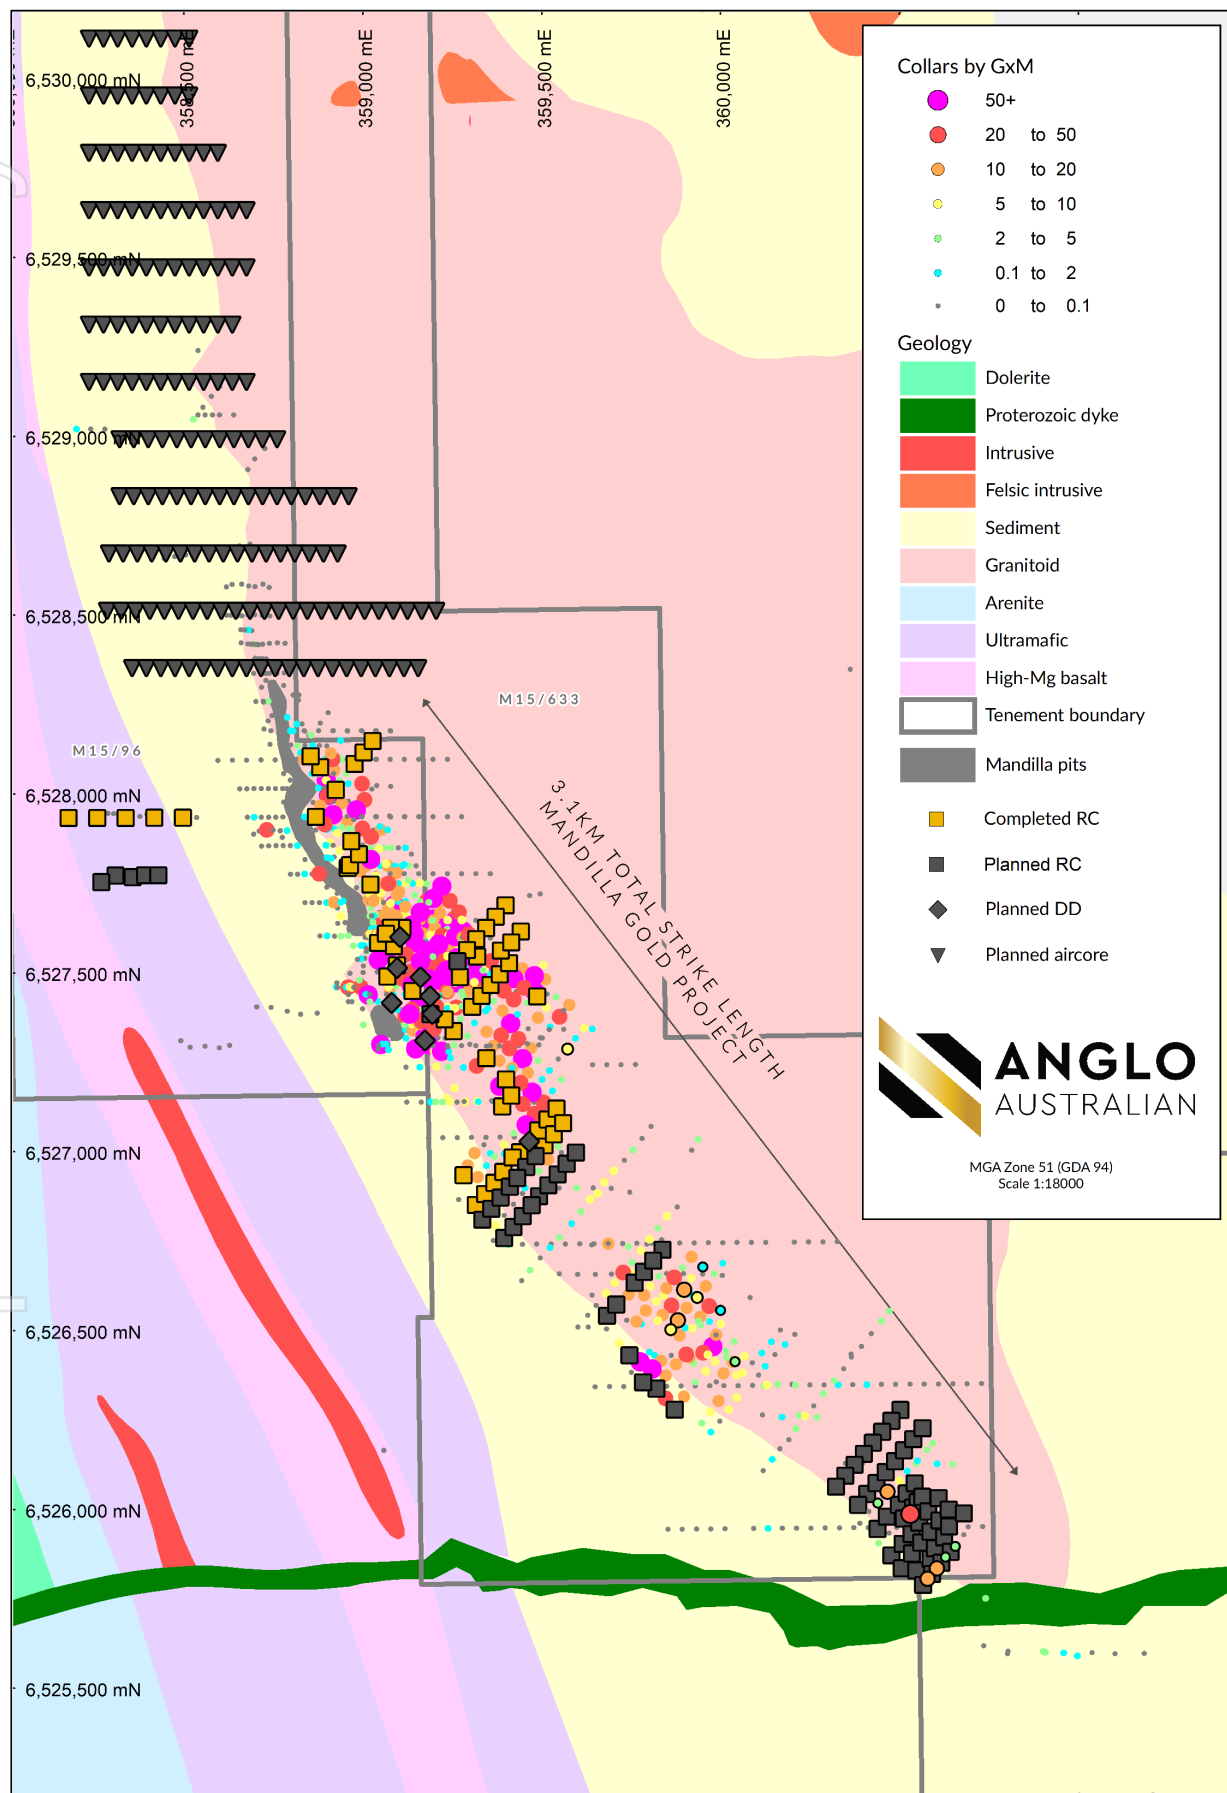 358,500 mE
359,000 mE
359,500 mE
360,000 mE
6,530,000 mN
6,529,500 mN
6,529,000 mN
6,528,500 mN
6,528,000 mN
6,527,500 mN
6,527,000 mN
6,526,500 mN
6,526,000 mN
6,525,500 mN
M15/633
M15/96
3.1KM TOTAL STRIKE LENGTH
MANDILLA GOLD PROJECT
Collars by GxM
50+
20 to 50
10 to 20
5 to 10
2 to 5
0.1 to 2
0 to 0.1
Geology
Dolerite
Proterozoic dyke
Intrusive
Felsic intrusive
Sediment
Granitoid
Arenite
Ultramafic
High-Mg basalt
Tenement boundary
Mandilla pits
Completed RC
Planned RC
Planned DD
Planned aircore
ANGLO
AUSTRALIAN
MGA Zone 51 (GDA 94)
Scale 1:18000